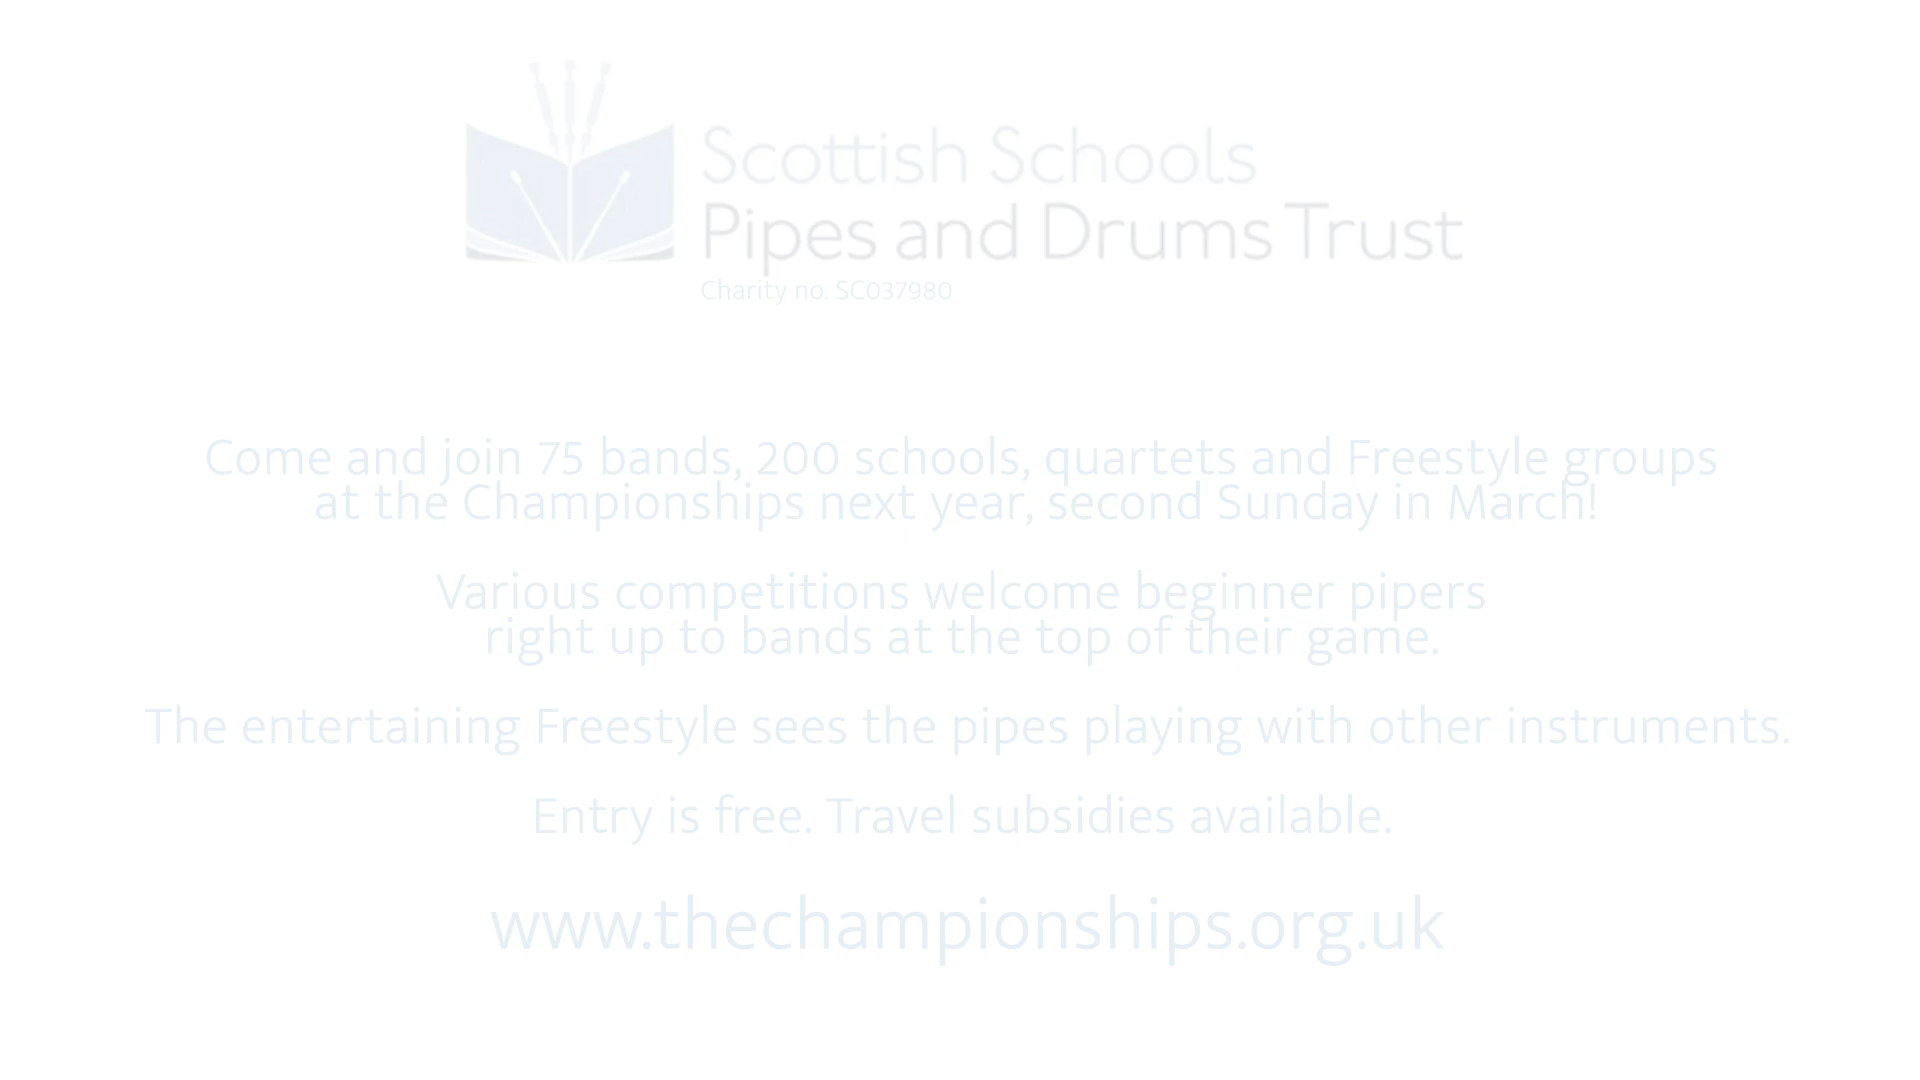 Scottish Schools
Pipes and Drums Trust
Charity no. SC037980
Come and join 75 bands, 200 schools, quartets and Freestyle groups
at the Championships next year, second Sunday in March!
Various competitions welcome beginner pipers
right up to bands at the top of their game.
The entertaining Freestyle sees the pipes playing with other instruments.
Entry is free. Travel subsidies available.
www.thechampionships.org.uk